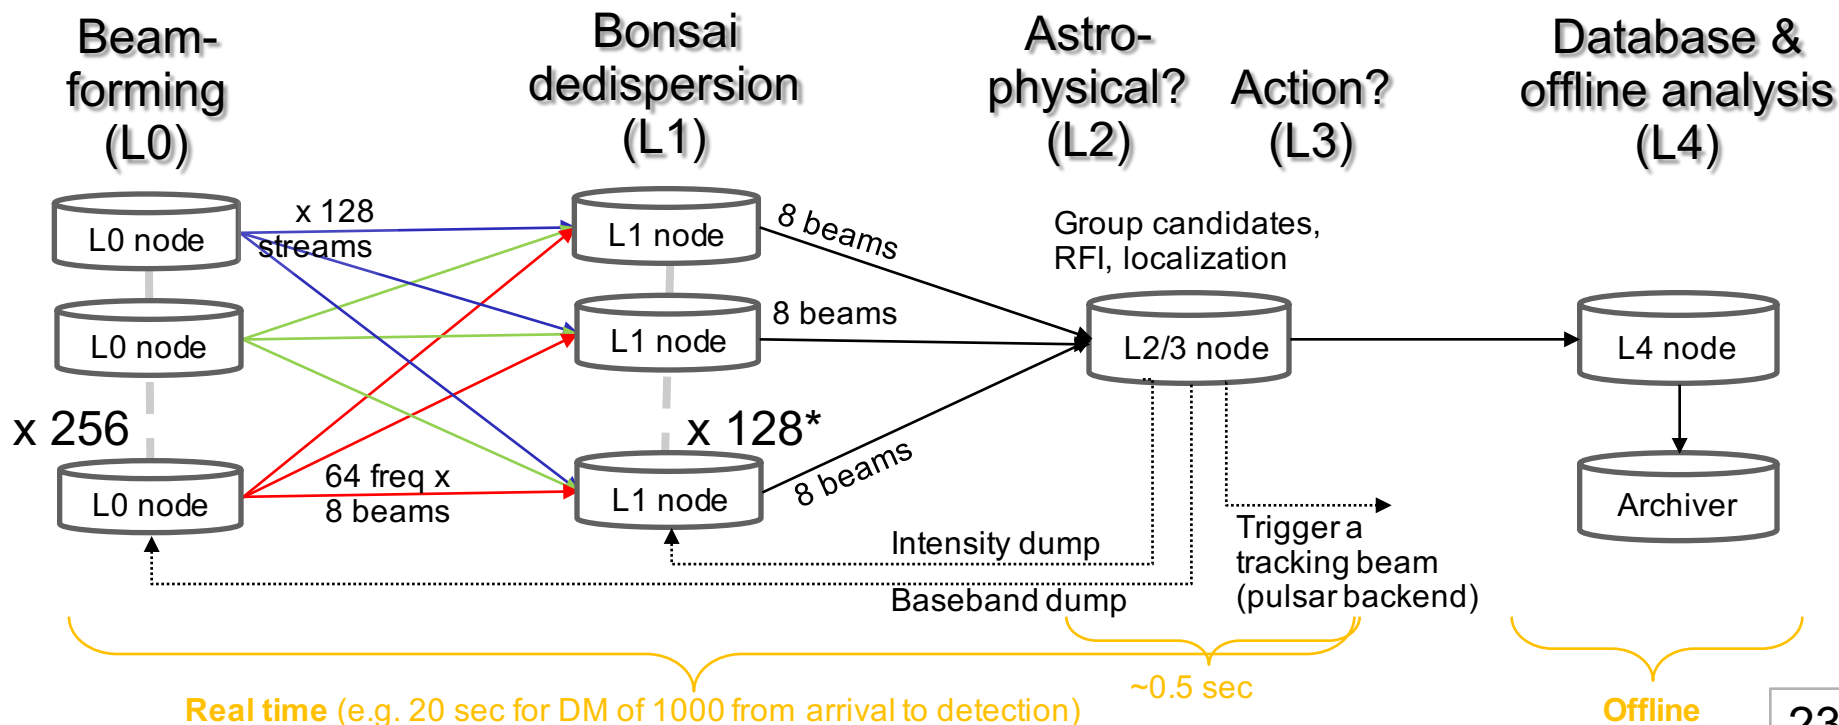 Beam-
forming
(L0)
Bonsai
dedispersion
(L1)
Astro-
physical?
(L2)
Action?
(L3)
Database &
offline analysis
(L4)
L0 node
x 128
streams
L1 node
8 beams
Group candidates,
RFI, localization
L0 node
L1 node
8 beams
L2/3 node
L4 node
x 256
x 128*
L0 node
64 freq x
8 beams
L1 node
8 beams
Archiver
Intensity dump
Baseband dump
Trigger a
tracking beam
(pulsar backend)
Real time (e.g. 20 sec for DM of 1000 from arrival to detection)
~0.5 sec
Offline
23